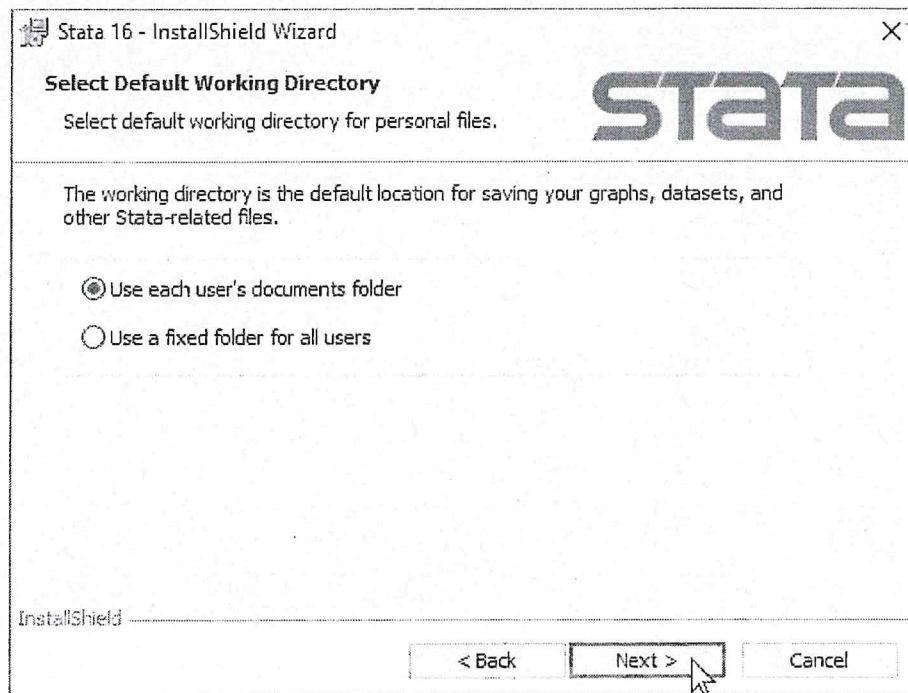 Stata 16 - InstallShield Wizard
Select Default Working Directory
Select default working directory for personal files.
STATA
The working directory is the default location for saving your graphs, datasets, and
other Stata-related files.
Use each user's documents folder
Use a fixed folder for all users
InstallShield
< Back Next > Cancel